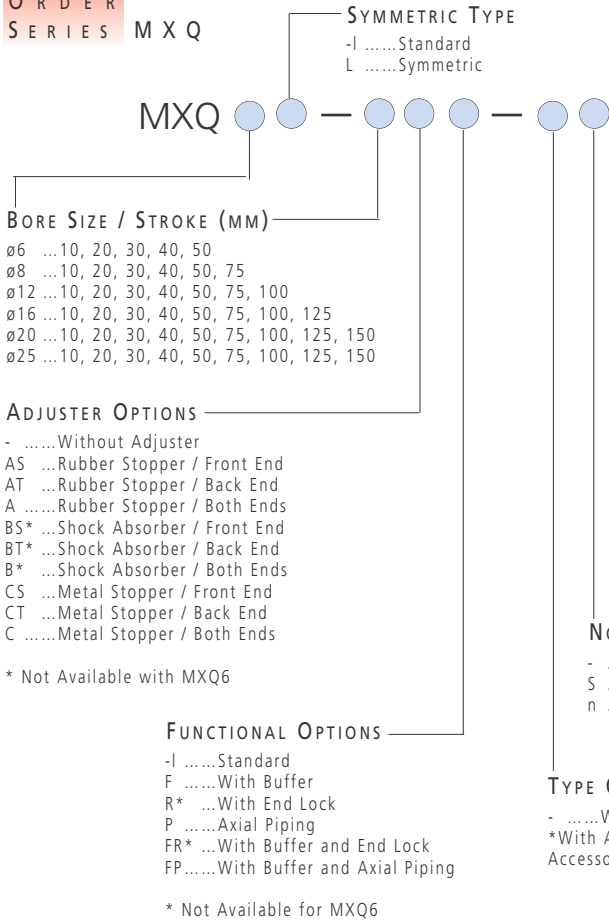 ORDER
SERIES MXQ
SYMMETRIC TYPE
-l ......Standard
L ......Symmetric
MXQ — —
BORE SIZE / STROKE (MM)
ø6 ...10, 20, 30, 40, 50
ø8 ...10, 20, 30, 40, 50, 75
ø12 ...10, 20, 30, 40, 50, 75, 100
ø16 ...10, 20, 30, 40, 50, 75, 100, 125
ø20 ...10, 20, 30, 40, 50, 75, 100, 125, 150
ø25 ...10, 20, 30, 40, 50, 75, 100, 125, 150
ADJUSTER OPTIONS
- ......Without Adjuster
AS ...Rubber Stopper / Front End
AT ...Rubber Stopper / Back End
A ......Rubber Stopper / Both Ends
BS* ...Shock Absorber / Front End
BT* ...Shock Absorber / Back End
B* ...Shock Absorber / Both Ends
CS ...Metal Stopper / Front End
CT ...Metal Stopper / Back End
C ......Metal Stopper / Both Ends
* Not Available with MXQ6
-
S
n
FUNCTIONAL OPTIONS
-l ......Standard
F ......With Buffer
R* ...With End Lock
P ......Axial Piping
FR* ...With Buffer and End Lock
FP......With Buffer and Axial Piping
* Not Available for MXQ6
TYPE
- ......
*With